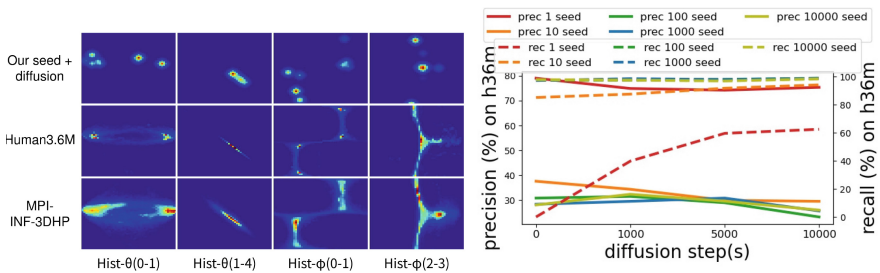 Our seed +
diffusion
Human3.6M
MPI-
INF-3DHP
Hist-θ(0-1) Hist-θ(1-4) Hist-φ(0-1) Hist-φ(2-3)
prec 1 seed prec 100 seed prec 10000 seed
prec 10 seed prec 1000 seed
rec 1 seed rec 100 seed rec 10000 seed
rec 10 seed rec 1000 seed
precision (%) on h36m
80
70
60
50
40
30
0 1000 5000 10000
diffusion step(s)
100
80
60
40
20
0
recall (%) on h36m